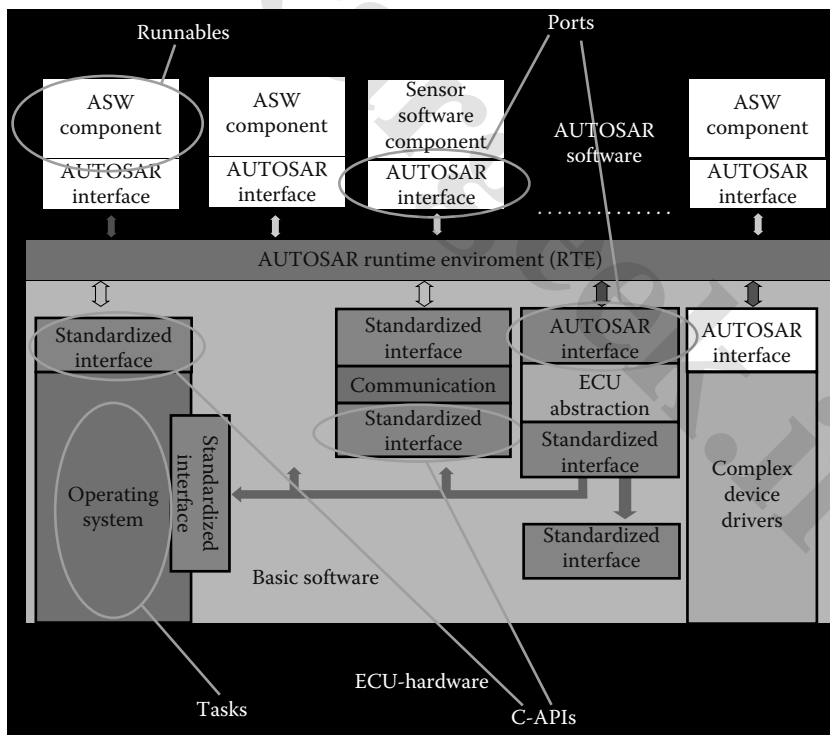 Runnables
Ports
ASW
component
AUTOSAR
interface
ASW
component
AUTOSAR
interface
Sensor
software
component
AUTOSAR
interface
AUTOSAR
software
ASW
component
AUTOSAR
interface
AUTOSAR runtime enviroment (RTE)
Standardized
interface
Operating
system
Standardized
interface
Standardized
interface
Communication
Standardized
interface
AUTOSAR
interface
ECU
abstraction
Standardized
interface
Standardized
interface
AUTOSAR
interface
Complex
device
drivers
Basic software
ECU-hardware
Tasks
C-APIs